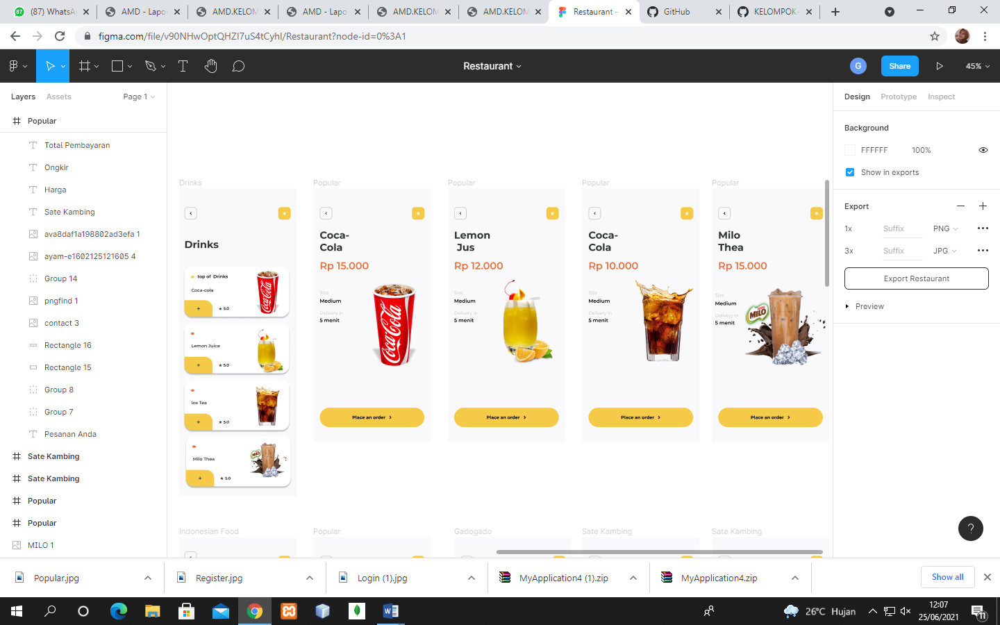 (87) WhatsA
AMD - Lapo
AMD.KELOM
AMD - Lapo
AMD.KELOM
AMD.KELOM
Restaurant –
GitHub
KELOMPOK-
figma.com/file/v90NHwOptQHZI7uS4tCyhI/Restaurant?node-id=0%3A1
Restaurant
G
Share
45%
Layers
Assets
Page 1
Popular
Total Pembayaran
Ongkir
Harga
Sate Kambing
ava8daf1a198802ad3efa 1
ayam-e1602125121605 4
Group 14
pngfind 1
contact 3
Rectangle 16
Rectangle 15
Group 8
Group 7
Pesanan Anda
Sate Kambing
Sate Kambing
Popular
Popular
MILO 1
Drinks
Drinks
top of Drinks
Coca-cola
+
★ 5.0
Lemon Juice
+
★ 5.0
Ice Tea
+
★ 5.0
Milo Thea
+
★ 5.0
Popular
Coca-
Cola
Rp 15.000
Size
Medium
Delivery in
5 menit
Coca-Cola
Place an order >
Popular
Lemon
Jus
Rp 12.000
Size
Medium
Delivery in
5 menit
Place an order >
Popular
Coca-
Cola
Rp 10.000
Size
Medium
Delivery in
5 menit
Place an order >
Popular
Milo
Thea
Rp 15.000
Size
Medium
Delivery in
5 menit
MILO
Place an order >
Indonesian Food
Popular
Gadogado
Sate Kambing
Sate Kambing
Design
Prototype
Inspect
Background
FFFFFF
100%
Show in exports
Export
1x
Suffix
PNG
3x
Suffix
JPG
Export Restaurant
Preview
?
Popular.jpg
Register.jpg
Login (1).jpg
MyApplication4 (1).zip
MyApplication4.zip
Show all
26°C Hujan
12:07
25/06/2021
11